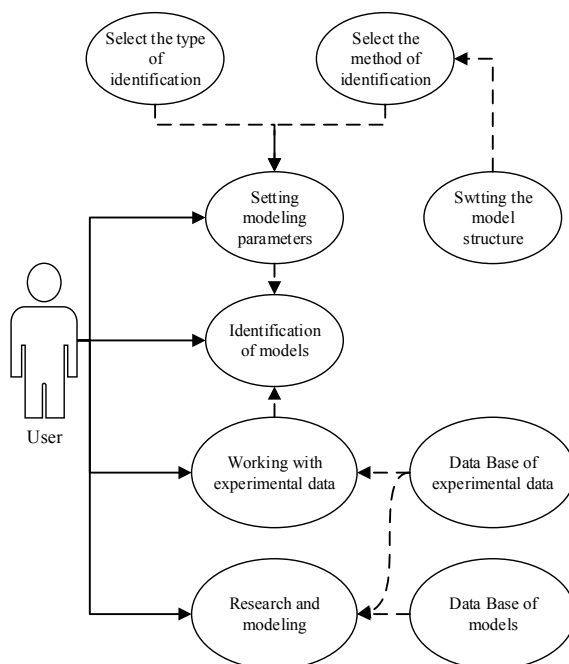 Select the type
of
identification
Select the
method of
identification
Setting
modeling
parameters
Swtting the
model
structure
Identification
of models
User
Working with
experimental data
Data Base of
experimental data
Research and
modeling
Data Base of
models